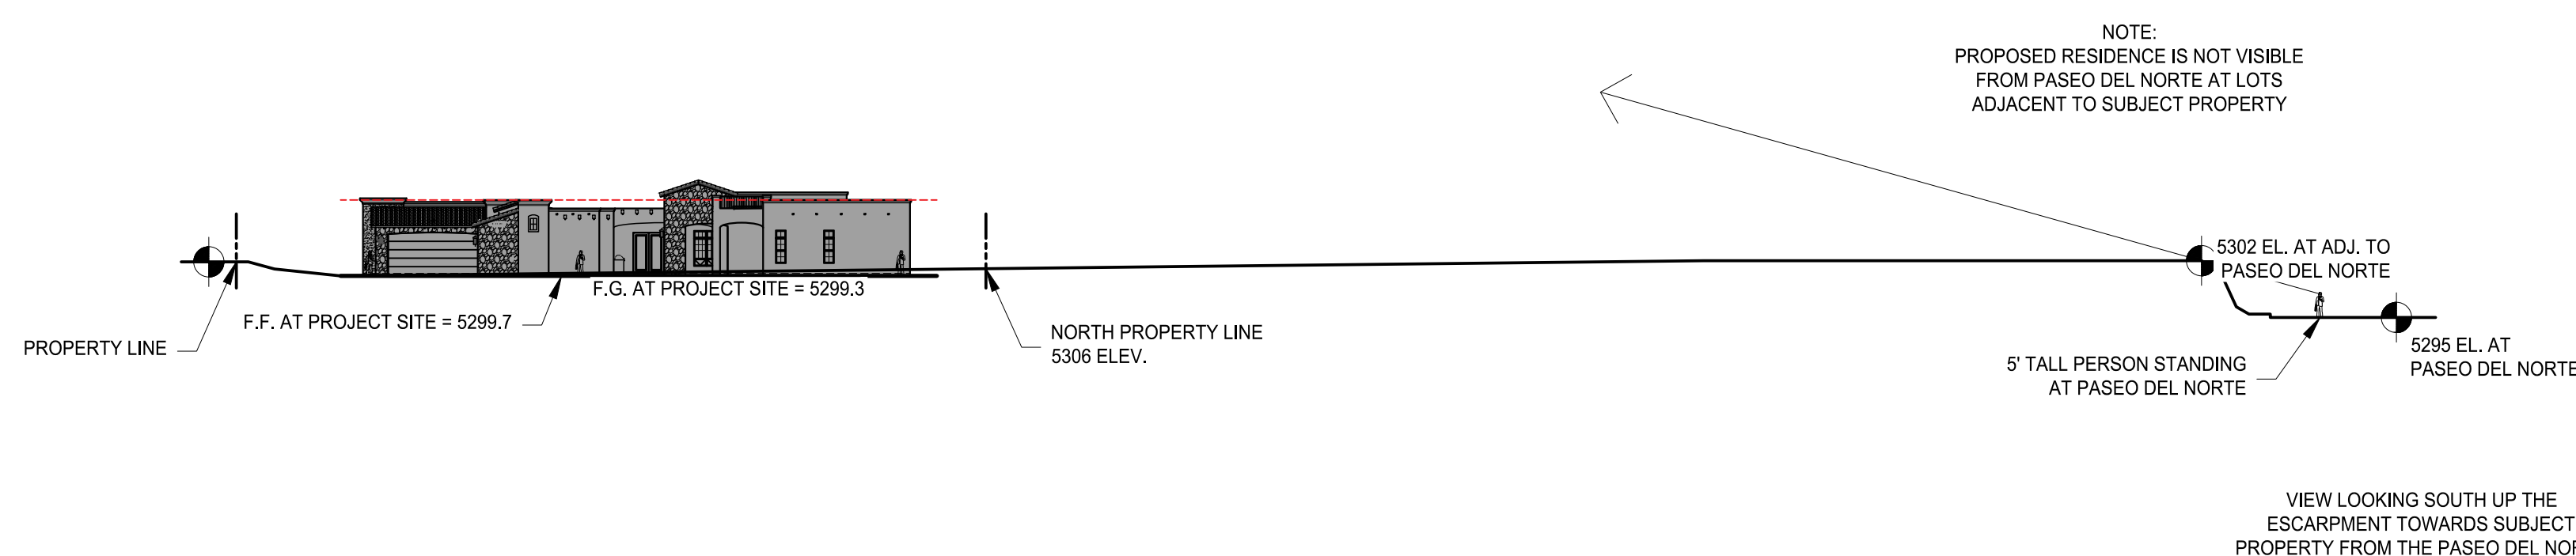 NOTE:
PROPOSED RESIDENCE IS NOT VISIBLE
FROM PASEO DEL NORTE AT LOTS
ADJACENT TO SUBJECT PROPERTY
5302 EL. AT ADJ. TO
PASEO DEL NORTE
F.G. AT PROJECT SITE = 5299.3
F.F. AT PROJECT SITE = 5299.7
PROPERTY LINE
NORTH PROPERTY LINE
5306 ELEV.
5' TALL PERSON STANDING
AT PASEO DEL NORTE
5295 EL. AT
PASEO DEL NORTE
VIEW LOOKING SOUTH UP THE
ESCARPMENT TOWARDS SUBJECT
PROPERTY FROM THE PASEO DEL